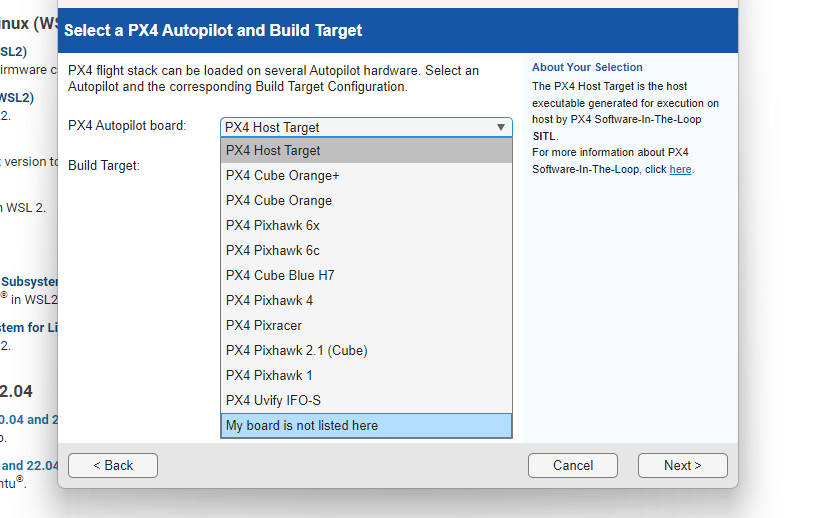 inux (WS
SL2)
irmware c
WSL2)
2.
t version to
n WSL 2.
Subsyster
® in WSL2
stem for Li
2.
2.04
0.04 and 2
o.
and 22.04
ntu®.
Select a PX4 Autopilot and Build Target
PX4 flight stack can be loaded on several Autopilot hardware. Select an
Autopilot and the corresponding Build Target Configuration.
PX4 Autopilot board:
PX4 Host Target
Build Target:
PX4 Host Target
PX4 Cube Orange+
PX4 Cube Orange
PX4 Pixhawk 6x
PX4 Pixhawk 6c
PX4 Cube Blue H7
PX4 Pixhawk 4
PX4 Pixracer
PX4 Pixhawk 2.1 (Cube)
PX4 Pixhawk 1
PX4 Uvify IFO-S
My board is not listed here
About Your Selection
The PX4 Host Target is the host
executable generated for execution on
host by PX4 Software-In-The-Loop
SITL.
For more information about PX4
Software-In-The-Loop, click here.
< Back
Cancel
Next >